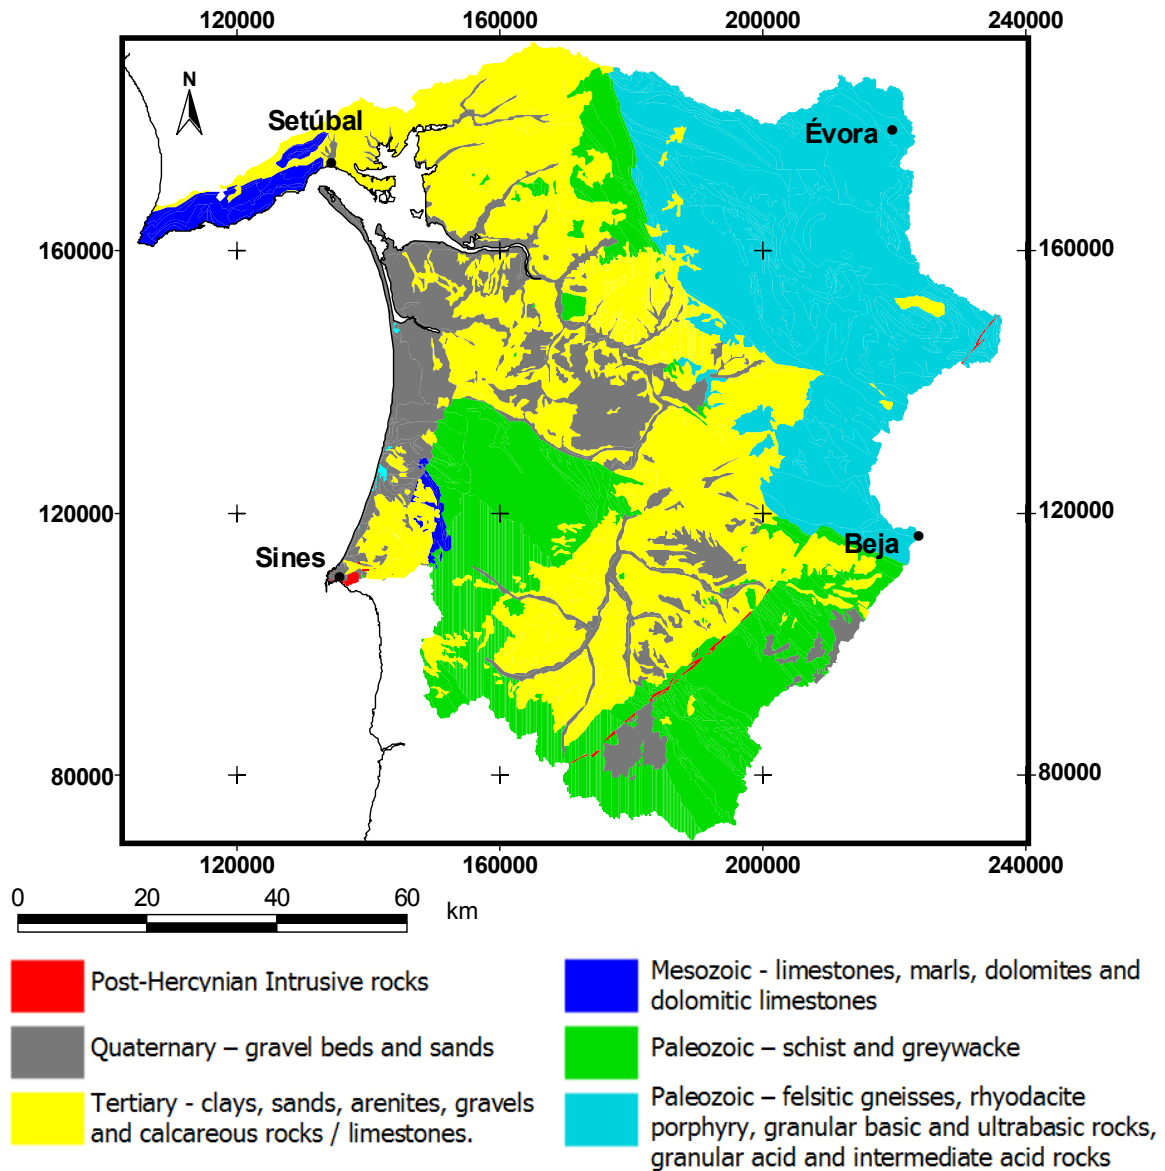 120000 160000 200000 240000
N
Setúbal
Évora
160000 160000
120000 120000
Beja
Sines
80000 80000
120000 160000 200000 240000
0 20 40 60 km
Post-Hercynian Intrusive rocks
Quaternary – gravel beds and sands
Tertiary - clays, sands, arenites, gravels
and calcareous rocks / limestones.
Mesozoic - limestones, marls, dolomites and
dolomitic limestones
Paleozoic – schist and greywacke
Paleozoic – felsitic gneisses, rhyodacite
porphyry, granular basic and ultrabasic rocks,
granular acid and intermediate acid rocks